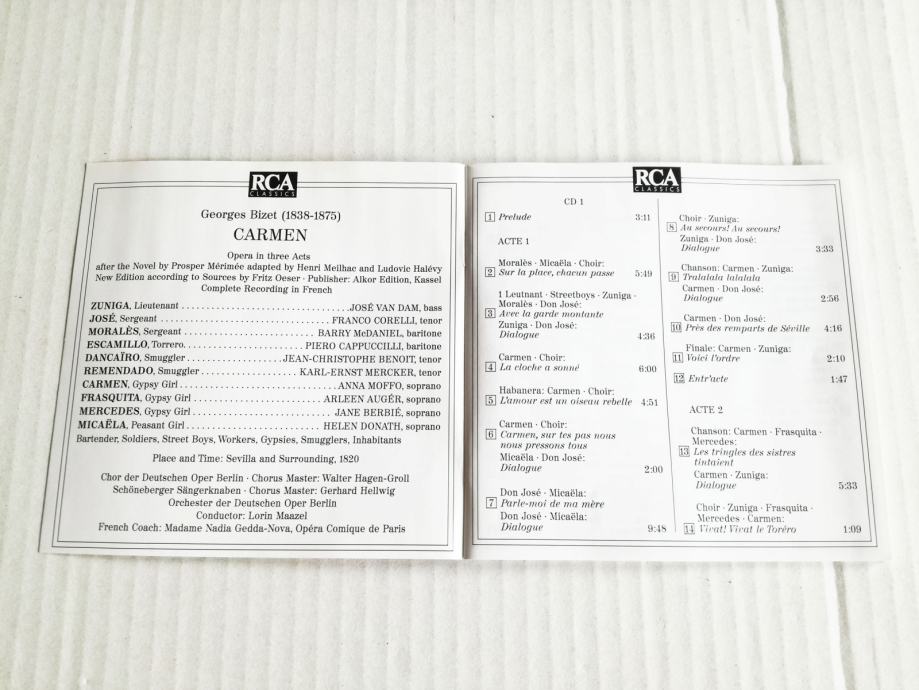 RCA
CLASSICS
Georges Bizet (1838-1875)
CARMEN
Opera in three Acts
after the Novel by Prosper Mérimée adapted by Henri Meilhac and Ludovic Halévy
New Edition according to Sources by Fritz Oeser · Publisher: Alkor Edition, Kassel
Complete Recording in French
ZUNIGA, Lieutenant ........ JOSÉ VAN DAM, bass
JOSÉ, Sergeant ........ FRANCO CORELLI, tenor
MORALÈS, Sergeant ........ BARRY McDANIEL, baritone
ESCAMILLO, Torrero ........ PIERO CAPPUCCILLI, baritone
DANCAÏRO, Smuggler ........ JEAN-CHRISTOPHE BENOIT, tenor
REMENDADO, Smuggler ........ KARL-ERNST MERCKER, tenor
CARMEN, Gypsy Girl ........ ANNA MOFFO, soprano
FRASQUITA, Gypsy Girl ........ ARLEEN AUGÉR, soprano
MERCEDES, Gypsy Girl ........ JANE BERBIÉ, soprano
MICAËLA, Peasant Girl ........ HELEN DONATH, soprano
Bartender, Soldiers, Street Boys, Workers, Gypsies, Smugglers, Inhabitants
Place and Time: Sevilla and Surrounding, 1820
Chor der Deutschen Oper Berlin · Chorus Master: Walter Hagen-Groll
Schöneberger Sängerknaben · Chorus Master: Gerhard Hellwig
Orchester der Deutschen Oper Berlin
Conductor: Lorin Maazel
French Coach: Madame Nadia Gedda-Nova, Opéra Comique de Paris
RCA
CLASSICS
CD 1
1 Prelude 3:11
ACTE 1
Moralès · Micaëla · Choir:
2 Sur la place, chacun passe 5:49
1 Leutnant · Streetboys · Zuniga ·
Moralès · Don José:
3 Avec la garde montante
Zuniga · Don José:
Dialogue 4:36
Carmen · Choir:
4 La cloche a sonné 6:00
Habanera: Carmen · Choir:
5 L'amour est un oiseau rebelle 4:51
Carmen · Choir:
6 Carmen, sur tes pas nous
nous pressons tous
Micaëla · Don José:
Dialogue 2:00
Don José · Micaëla:
7 Parle-moi de ma mère
Don José · Micaëla:
Dialogue 9:48
Choir · Zuniga:
8 Au secours! Au secours!
Zuniga · Don José:
Dialogue 3:33
Chanson: Carmen · Zuniga:
9 Tralalala lalalala
Carmen · Don José:
Dialogue 2:56
Carmen · Don José:
10 Près des remparts de Séville 4:16
Finale: Carmen · Zuniga:
11 Voici l'ordre 2:10
12 Entr'acte 1:47
ACTE 2
Chanson: Carmen · Frasquita ·
Mercedes:
13 Les tringles des sistres
tintaient
Carmen · Zuniga:
Dialogue 5:33
Choir · Zuniga · Frasquita ·
Mercedes · Carmen:
14 Vivat! Vivat le Toréro 1:09